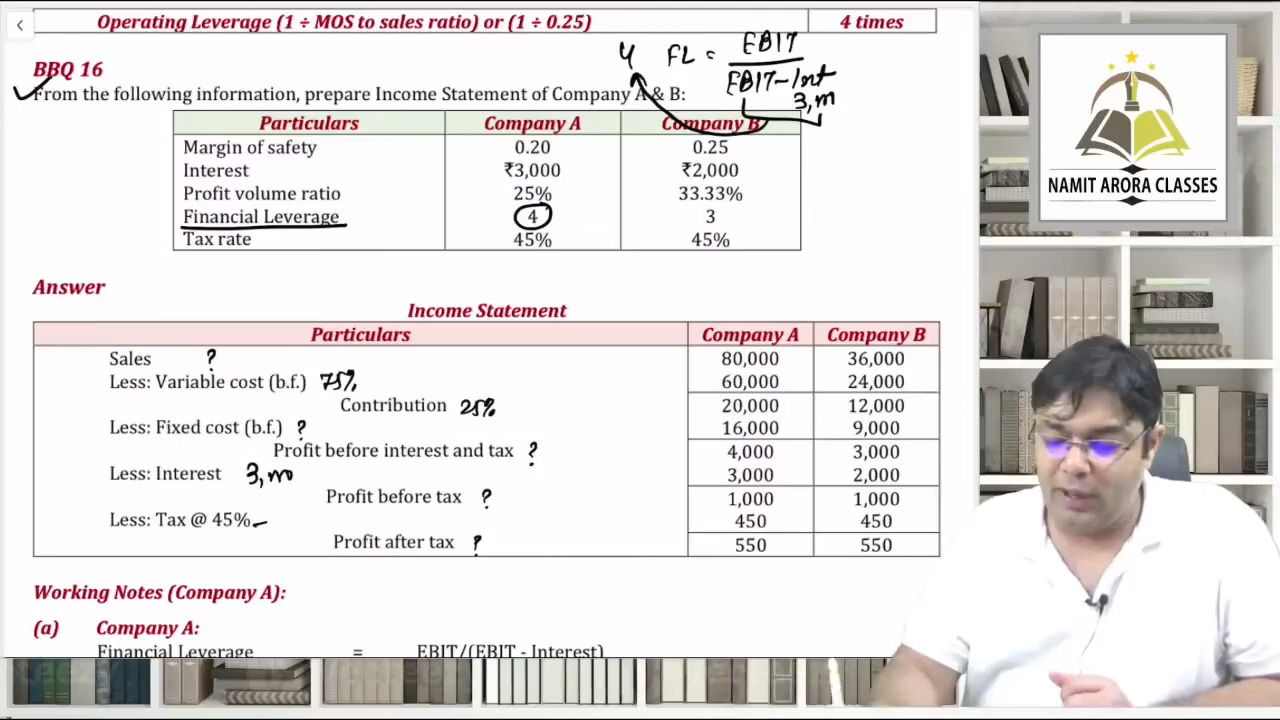 Operating Leverage (1 ÷ MOS to sales ratio) or (1 ÷ 0.25) 4 times
BBQ 16
4 FL = EBIT
EBIT - Int
3,000
From the following information, prepare Income Statement of Company A & B:
Particulars Company A Company B
Margin of safety 0.20 0.25
Interest ₹3,000 ₹2,000
Profit volume ratio 25% 33.33%
Financial Leverage 4 3
Tax rate 45% 45%
NAMIT ARORA CLASSES
Answer
Income Statement
Particulars Company A Company B
Sales ? 80,000 36,000
Less: Variable cost (b.f.) 75% 60,000 24,000
Contribution 25% 20,000 12,000
Less: Fixed cost (b.f.) ? 16,000 9,000
Profit before interest and tax ? 4,000 3,000
Less: Interest 3,000 3,000 2,000
Profit before tax ? 1,000 1,000
Less: Tax @ 45% 450 450
Profit after tax ? 550 550
Working Notes (Company A):
(a) Company A:
Financial Leverage = EBIT/(EBIT - Interest)